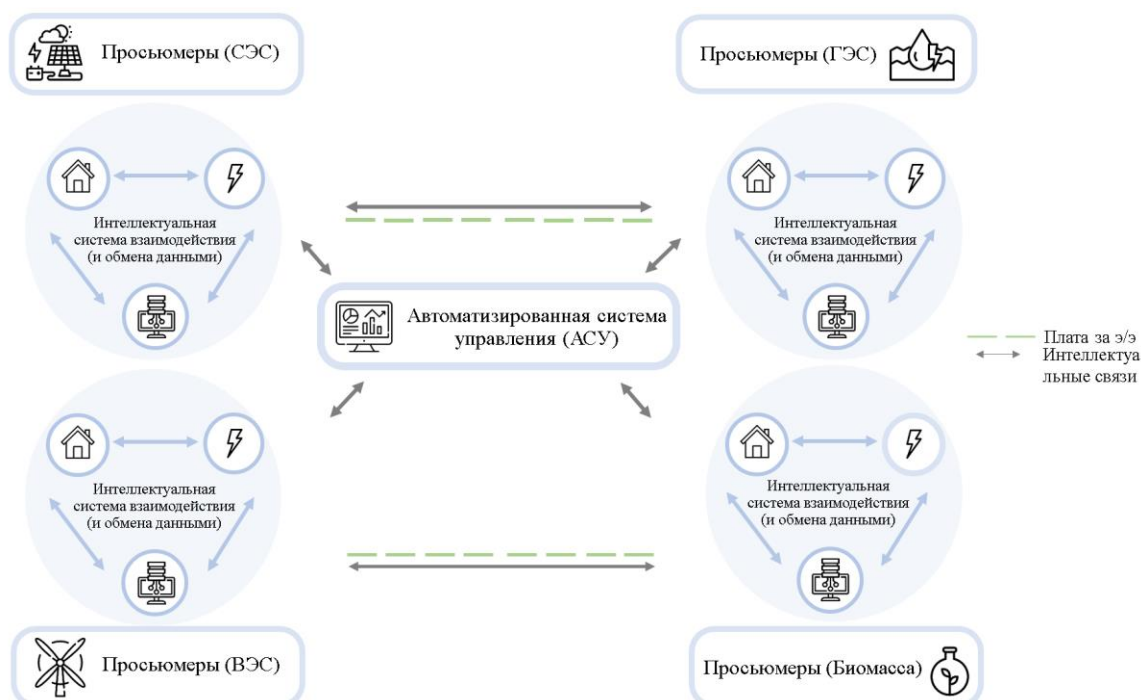 Просьюмеры (СЭС)
Просьюмеры (ГЭС)
Интеллектуальная
система взаимодействия
(и обмена данными)
Интеллектуальная
система взаимодействия
(и обмена данными)
Автоматизированная система
управления (АСУ)
Плата за э/э
Интеллектуа
льные связи
Интеллектуальная
система взаимодействия
(и обмена данными)
Интеллектуальная
система взаимодействия
(и обмена данными)
Просьюмеры (ВЭС)
Просьюмеры (Биомасса)